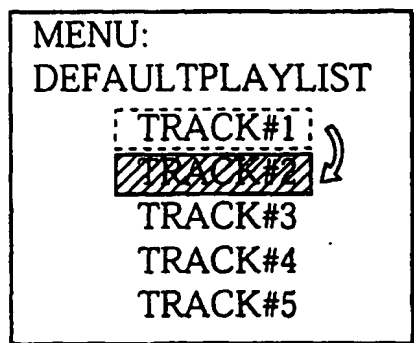 MENU:
DEFAULTPLAYLIST
TRACK#1
TRACK#2
TRACK#3
TRACK#4
TRACK#5